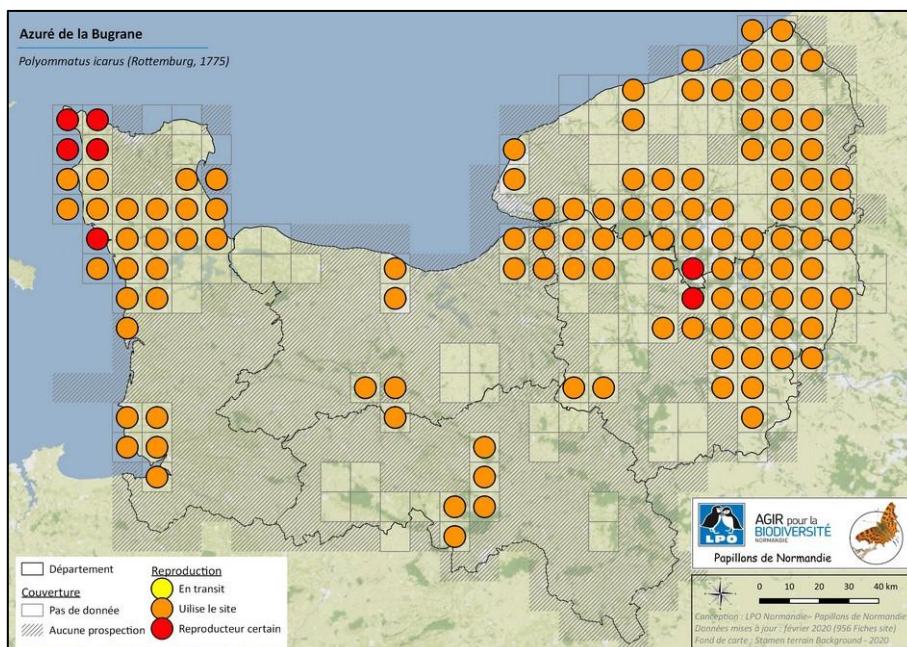 Azuré de la Bugrane
Polyommatus icarus (Rottemburg, 1775)
Département
Couverture
Pas de donnée
Aucune prospection
Reproduction
En transit
Utilise le site
Reproducteur certain
LPO
AGIR pour la
BIODIVERSITÉ
NORMANDIE
Papillons de Normandie
0 10 20 30 40 km
Conception : LPO Normandie– Papillons de Normandie
Données mises à jour : février 2020 (956 Fiches site)
Fond de carte ; Stamen terrain Background - 2020